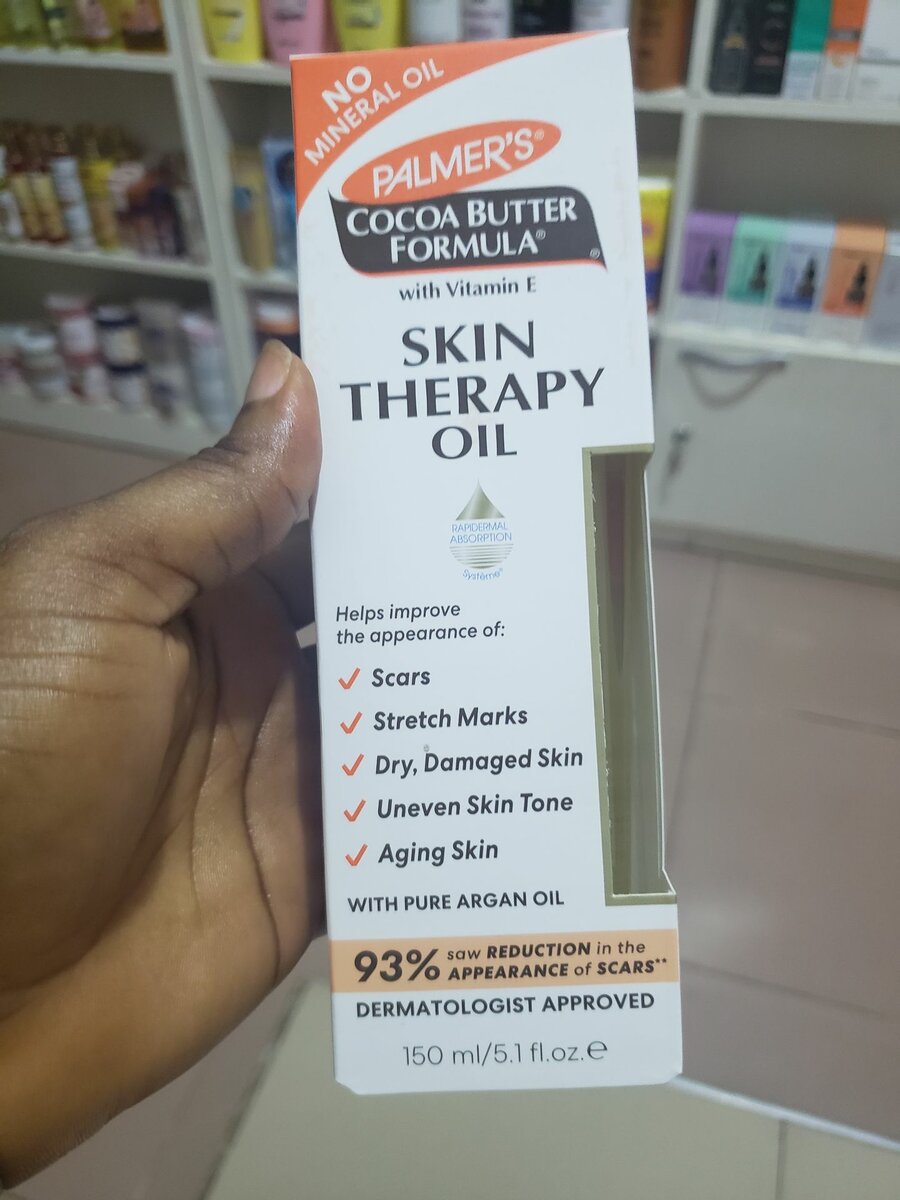 NO
MINERAL OIL
PALMER'S®
COCOA BUTTER
FORMULA®
®
with Vitamin E
SKIN
THERAPY
OIL
RAPIDERMAL
ABSORPTION
Système®
Helps improve
the appearance of:
✓ Scars
✓ Stretch Marks
✓ Dry, Damaged Skin
✓ Uneven Skin Tone
✓ Aging Skin
WITH PURE ARGAN OIL
93% saw REDUCTION in the
APPEARANCE of SCARS**
DERMATOLOGIST APPROVED
150 ml/5.1 fl.oz.e